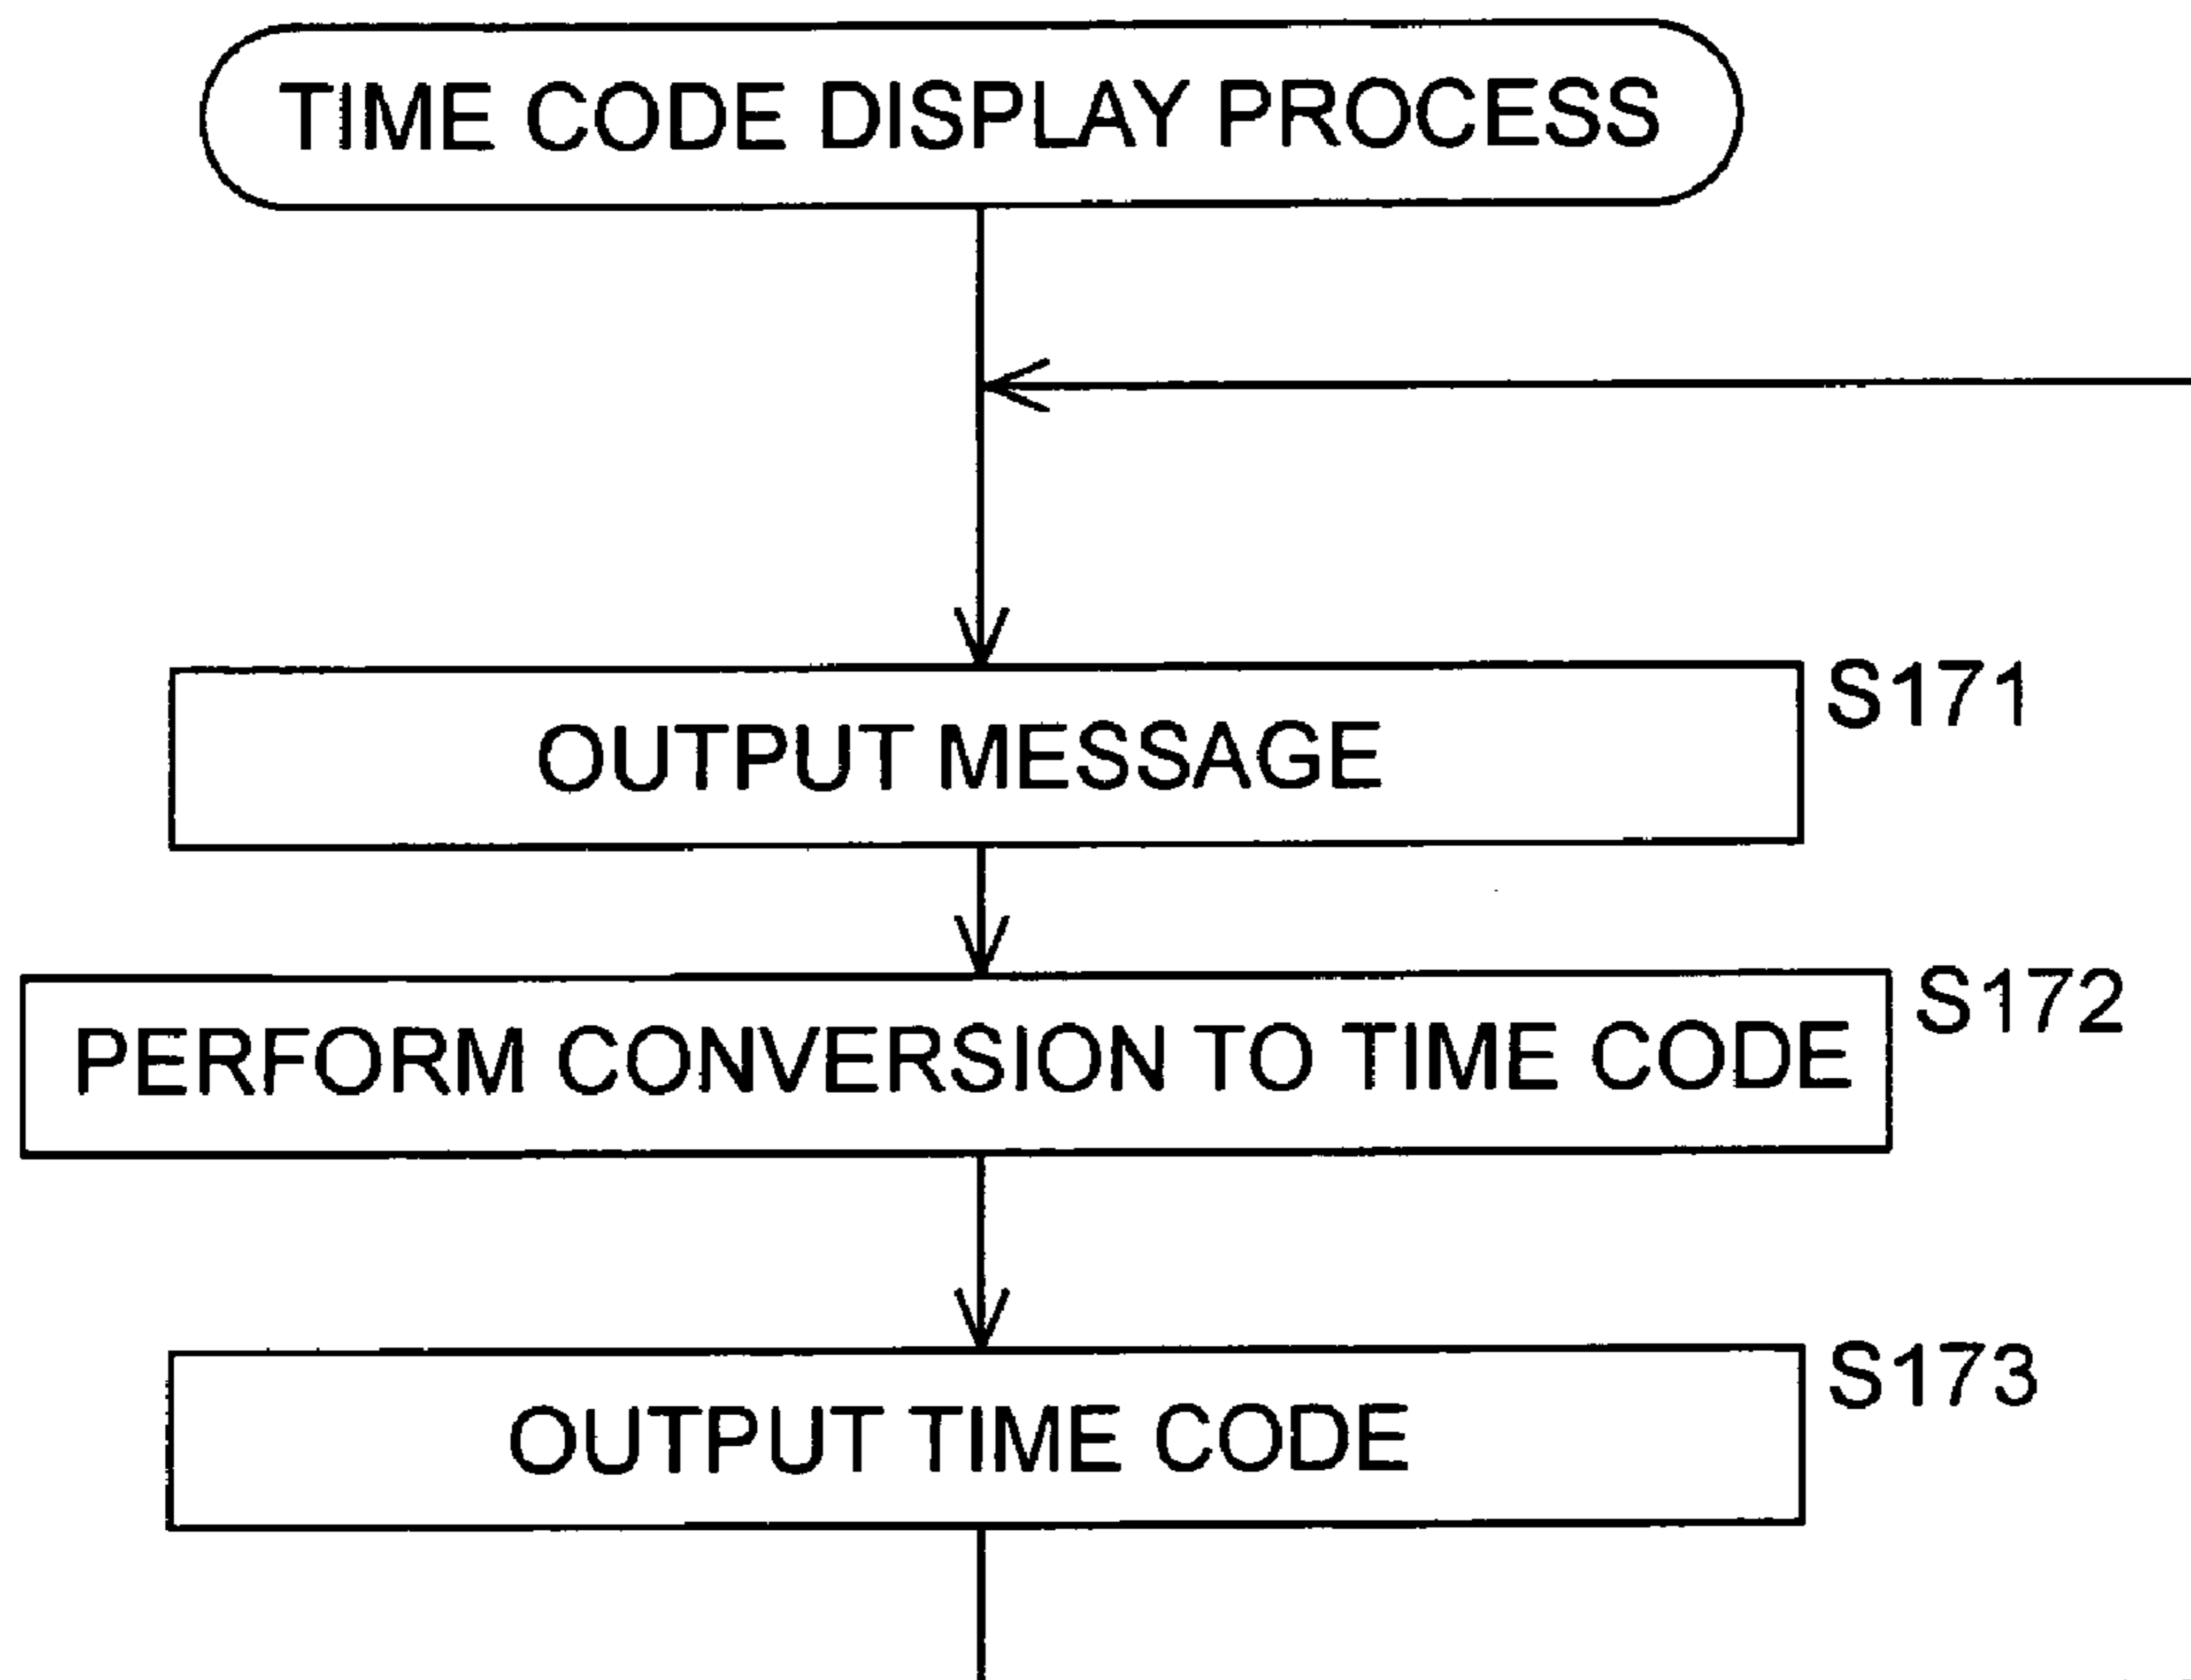 TIME CODE DISPLAY PROCESS
S171
OUTPUT MESSAGE
S172
PERFORM CONVERSION TO TIME CODE
S173
OUTPUT TIME CODE